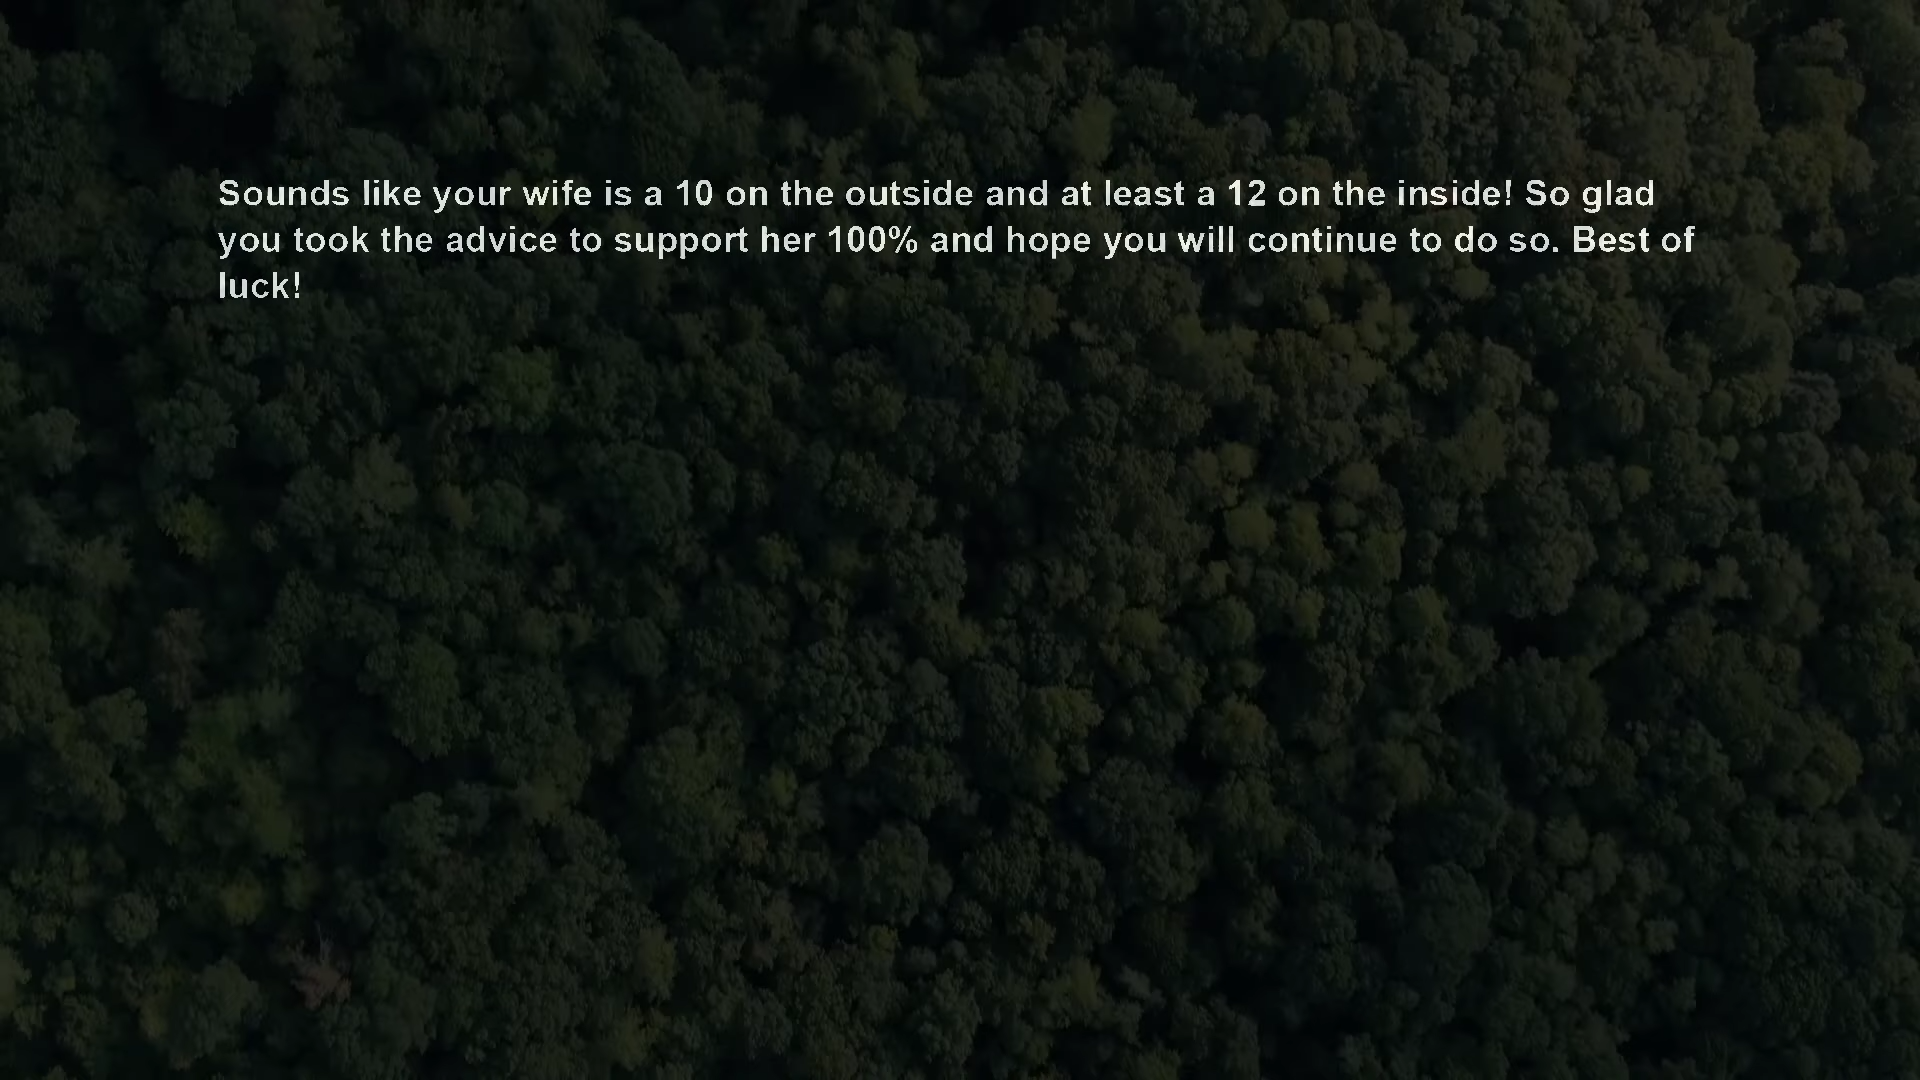 Sounds like your wife is a 10 on the outside and at least a 12 on the inside! So glad
you took the advice to support her 100% and hope you will continue to do so. Best of
luck!